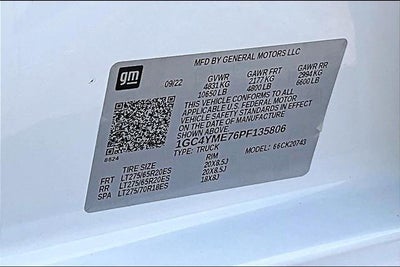 MFD BY GENERAL MOTORS LLC
gm
09/22 GVWR GAWR FRT GAWR RR
4831 KG 2177 KG 2994 KG
10650 LB 4800 LB 6600 LB
THIS VEHICLE CONFORMS TO ALL
APPLICABLE U.S. FEDERAL MOTOR
VEHICLE SAFETY STANDARDS IN EFFECT
ON THE DATE OF MANUFACTURE
SHOWN ABOVE.
1GC4YME76PF135806
8624
TYPE: TRUCK MODEL: 66CK20743
TIRE SIZE RIM
FRT LT275/65R20ES 20X8.5J
RR LT275/65R20ES 20X8.5J
SPA LT275/70R18ES 18X8J